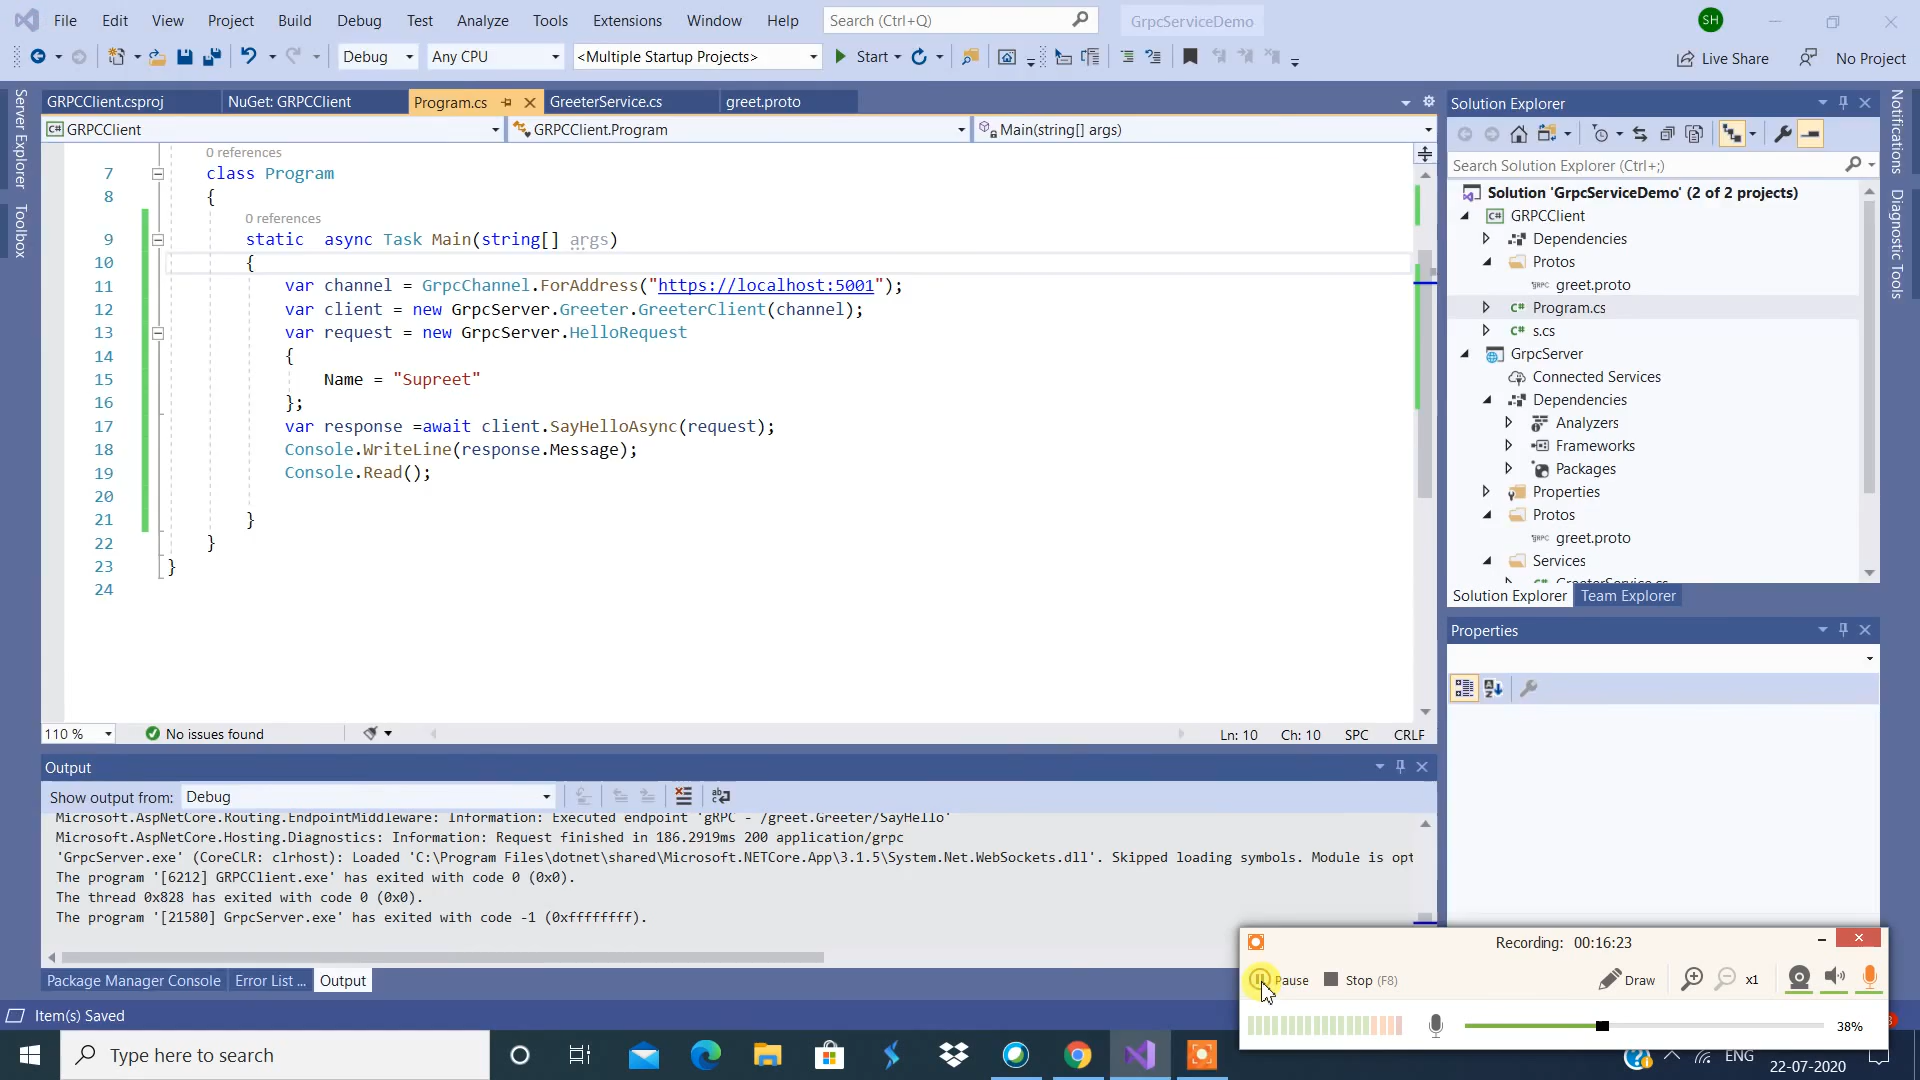 File Edit View Project Build Debug Test Analyze Tools Extensions Window Help Search (Ctrl+Q) GrpcServiceDemo SH
Debug Any CPU <Multiple Startup Projects> Start Live Share No Project
Server Explorer
Toolbox
GRPCClient.csproj NuGet: GRPCClient Program.cs GreeterService.cs greet.proto
GRPCClient GRPCClient.Program Main(string[] args)
0 references
7 class Program
8 {
0 references
9 static async Task Main(string[] args)
10 {
11 var channel = GrpcChannel.ForAddress("https://localhost:5001");
12 var client = new GrpcServer.Greeter.GreeterClient(channel);
13 var request = new GrpcServer.HelloRequest
14 {
15 Name = "Supreet"
16 };
17 var response =await client.SayHelloAsync(request);
18 Console.WriteLine(response.Message);
19 Console.Read();
20
21 }
22 }
23 }
24
110 % No issues found Ln: 10 Ch: 10 SPC CRLF
Output
Show output from: Debug
Microsoft.AspNetCore.Routing.EndpointMiddleware: Information: Executed endpoint 'gRPC - /greet.Greeter/SayHello'
Microsoft.AspNetCore.Hosting.Diagnostics: Information: Request finished in 186.2919ms 200 application/grpc
'GrpcServer.exe' (CoreCLR: clrhost): Loaded 'C:\Program Files\dotnet\shared\Microsoft.NETCore.App\3.1.5\System.Net.WebSockets.dll'. Skipped loading symbols. Module is opt
The program '[6212] GRPCClient.exe' has exited with code 0 (0x0).
The thread 0x828 has exited with code 0 (0x0).
The program '[21580] GrpcServer.exe' has exited with code -1 (0xffffffff).
Package Manager Console Error List ... Output
Item(s) Saved
Solution Explorer
Search Solution Explorer (Ctrl+;)
Solution 'GrpcServiceDemo' (2 of 2 projects)
GRPCClient
Dependencies
Protos
greet.proto
Program.cs
s.cs
GrpcServer
Connected Services
Dependencies
Analyzers
Frameworks
Packages
Properties
Protos
greet.proto
Services
GreeterService.cs
Solution Explorer Team Explorer
Properties
Notifications
Diagnostic Tools
Recording: 00:16:23
Pause Stop (F8) Draw x1
38%
Type here to search
ENG
22-07-2020